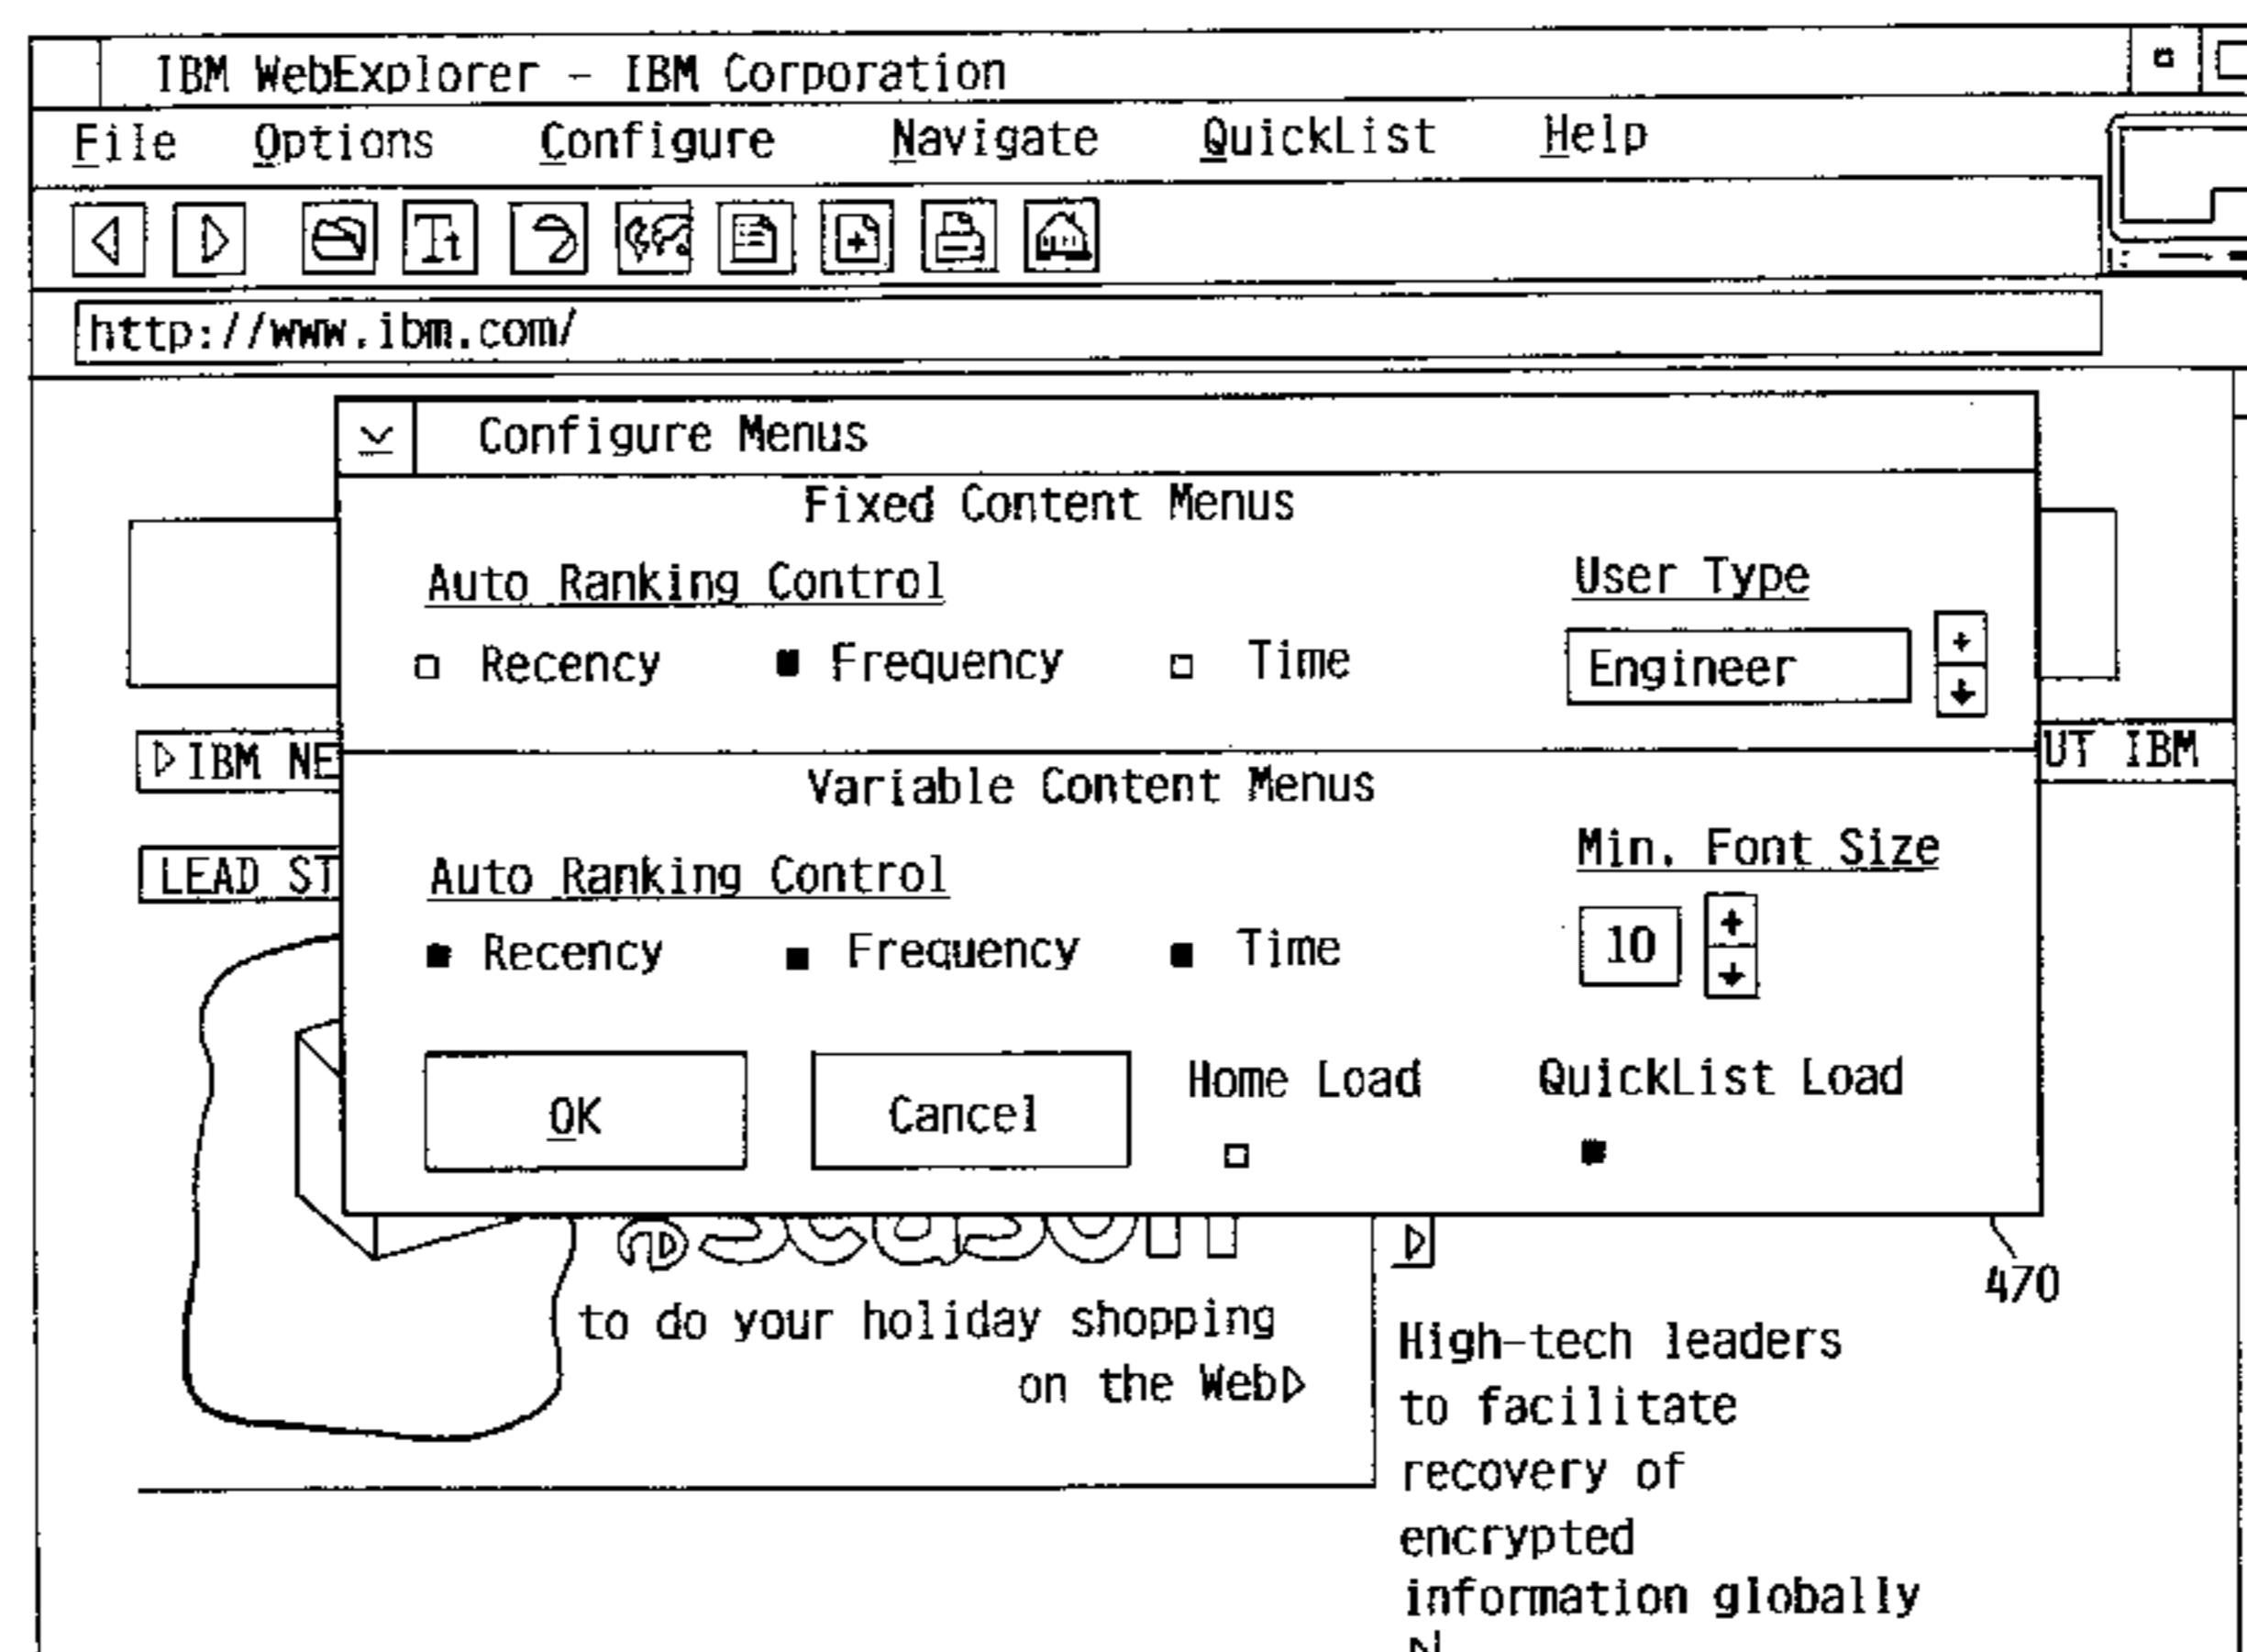 IBM WebExplorer – IBM Corporation
File Options Configure Navigate QuickList Help
Tt
http://www.ibm.com/
Configure Menus
Fixed Content Menus
Auto Ranking Control User Type
Recency Frequency Time Engineer
IBM NE UT IBM
Variable Content Menus
Auto Ranking Control Min. Font Size
LEAD ST
Recency Frequency Time 10
Home Load QuickList Load
OK Cancel
470
to do your holiday shopping
on the Web
High-tech leaders
to facilitate
recovery of
encrypted
information globally